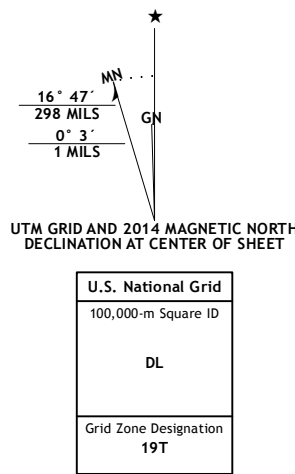 ★
MN
GN
16° 47´
298 MILS
0° 3´
1 MILS
UTM GRID AND 2014 MAGNETIC NORTH
DECLINATION AT CENTER OF SHEET
U.S. National Grid
100,000-m Square ID
DL
Grid Zone Designation
19T